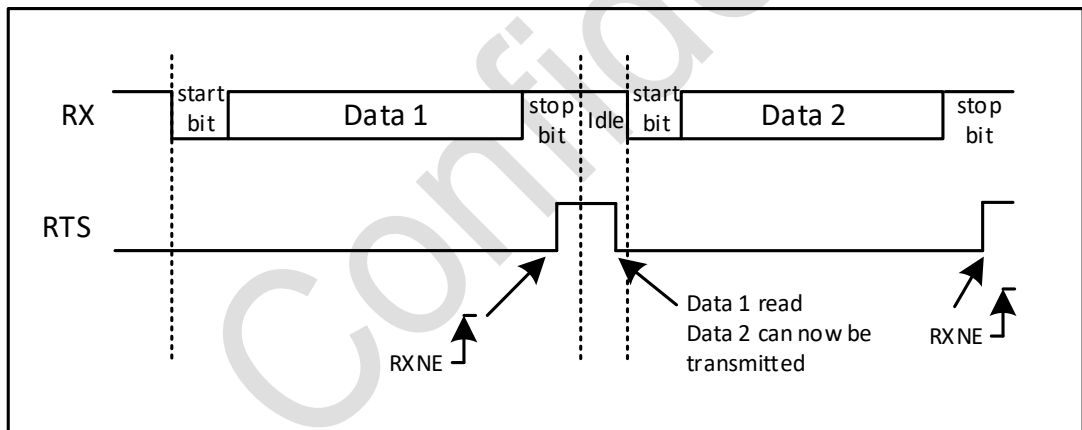 Confide
RX
start
bit
Data 1
stop
bit
Idle
start
bit
Data 2
stop
bit
RTS
RXNE
Data 1 read
Data 2 can now be
transmitted
RXNE